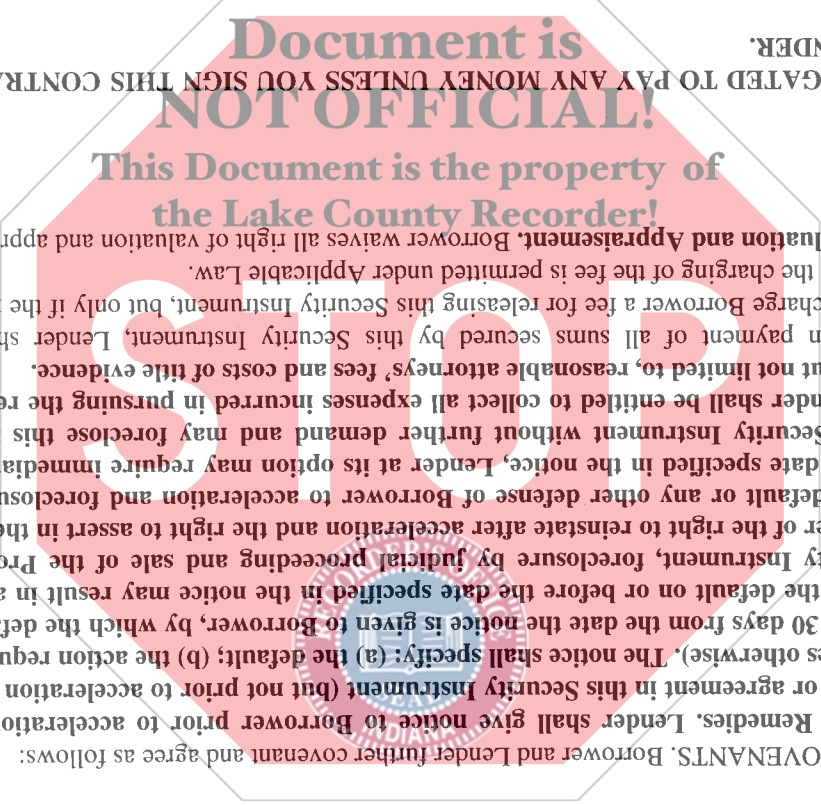 Document is
NOT OFFICIAL!
This Document is the property of
the Lake County Recorder!
STOP
RECORDER'S OFFICE
SEAL
INDIANA
OVENANTS. Borrower and Lender further covenant and agree as follows:
Remedies. Lender shall give notice to Borrower prior to acceleratio
or agreement in this Security Instrument (but not prior to acceleration
es otherwise). The notice shall specify: (a) the default; (b) the action requ
30 days from the date the notice is given to Borrower, by which the defa
the default on or before the date specified in the notice may result in a
ty Instrument, foreclosure by judicial proceeding and sale of the Pro
er of the right to reinstate after acceleration and the right to assert in the
default or any other defense of Borrower to acceleration and foreclosu
date specified in the notice, Lender at its option may require immedia
Security Instrument without further demand and may foreclose this
nder shall be entitled to collect all expenses incurred in pursuing the re
ut not limited to, reasonable attorneys' fees and costs of title evidence.
n payment of all sums secured by this Security Instrument, Lender sh
charge Borrower a fee for releasing this Security Instrument, but only if the
the charging of the fee is permitted under Applicable Law.
luation and Appraisement. Borrower waives all right of valuation and appr
GATED TO PAY ANY MONEY UNLESS YOU SIGN THIS CONTRA
NDER.